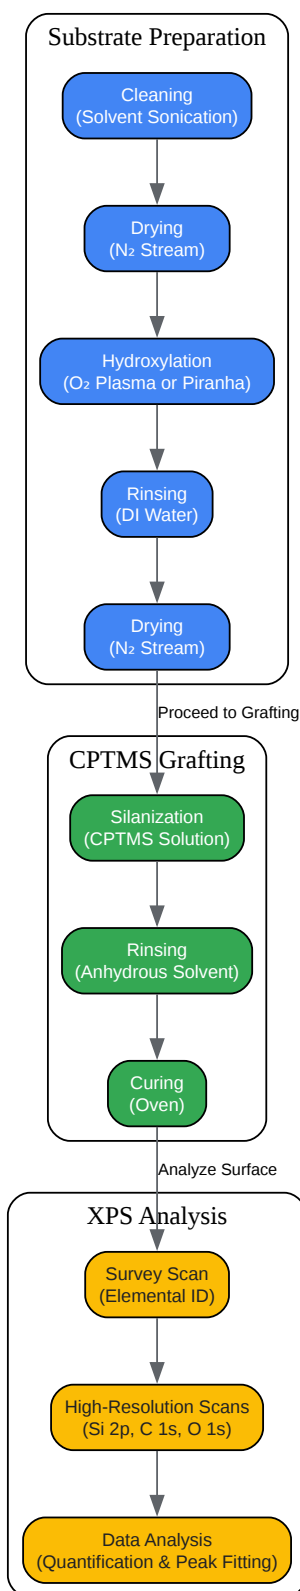 Substrate Preparation
Cleaning
(Solvent Sonication)
Drying
(N₂ Stream)
Hydroxylation
(O₂ Plasma or Piranha)
Rinsing
(DI Water)
Drying
(N₂ Stream)
Proceed to Grafting
CPTMS Grafting
Silanization
(CPTMS Solution)
Rinsing
(Anhydrous Solvent)
Curing
(Oven)
Analyze Surface
XPS Analysis
Survey Scan
(Elemental ID)
High-Resolution Scans
(Si 2p, C 1s, O 1s)
Data Analysis
(Quantification & Peak Fitting)